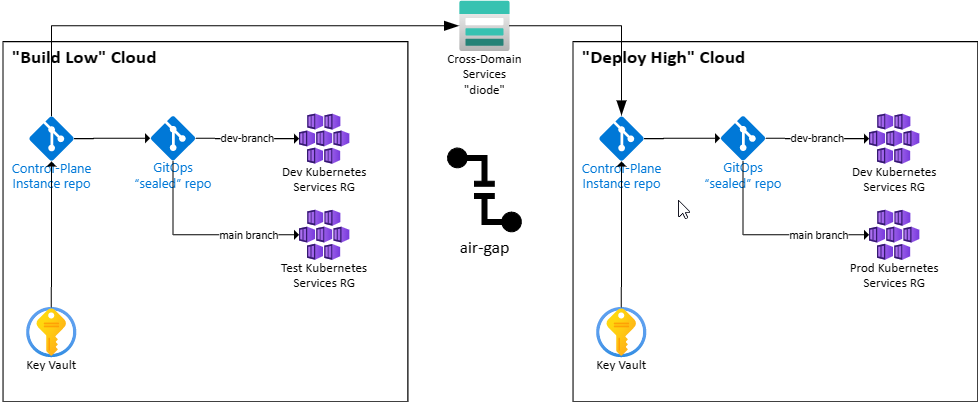 "Build Low" Cloud
Control-Plane
Instance repo
GitOps
“sealed” repo
dev-branch
Dev Kubernetes
Services RG
main branch
Test Kubernetes
Services RG
Key Vault
Cross-Domain
Services
"diode"
air-gap
"Deploy High" Cloud
Control-Plane
Instance repo
GitOps
“sealed” repo
dev-branch
Dev Kubernetes
Services RG
main branch
Prod Kubernetes
Services RG
Key Vault